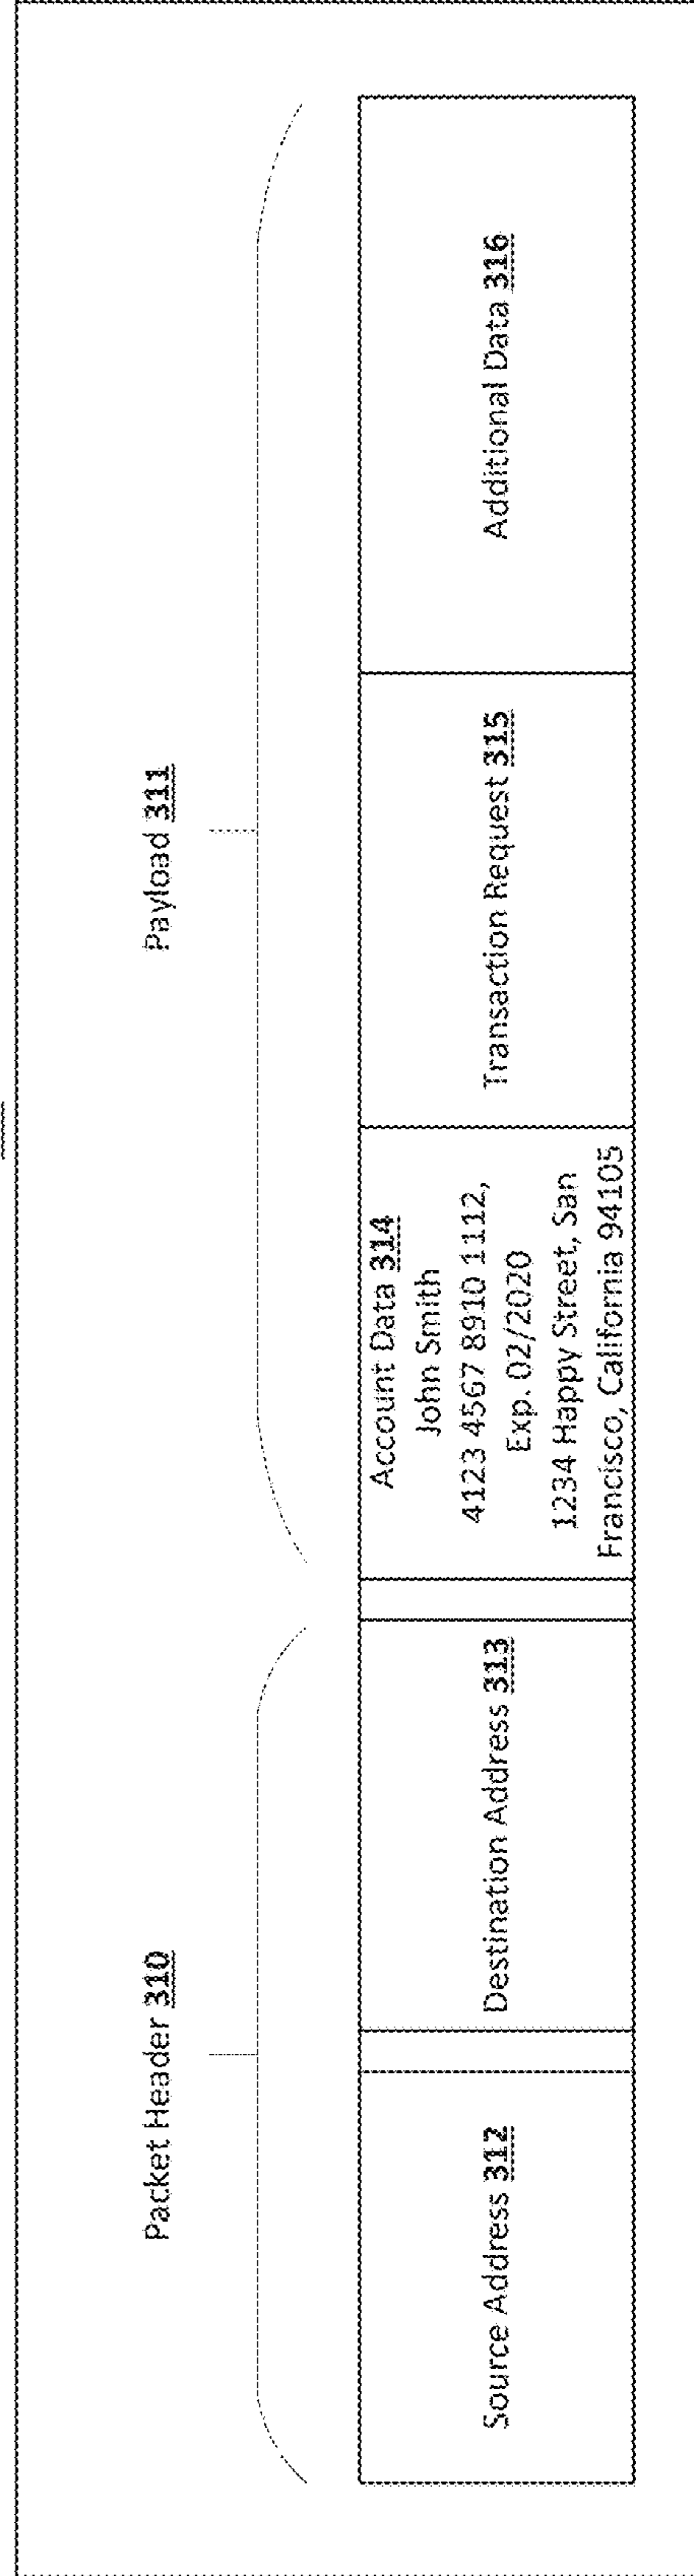 Packet Header 310
Payload 311
Source Address 312
Destination Address 313
Account Data 314
John Smith
4123 4567 8910 1112,
Exp. 02/2020
1234 Happy Street, San
Francisco, California 94105
Transaction Request 315
Additional Data 316